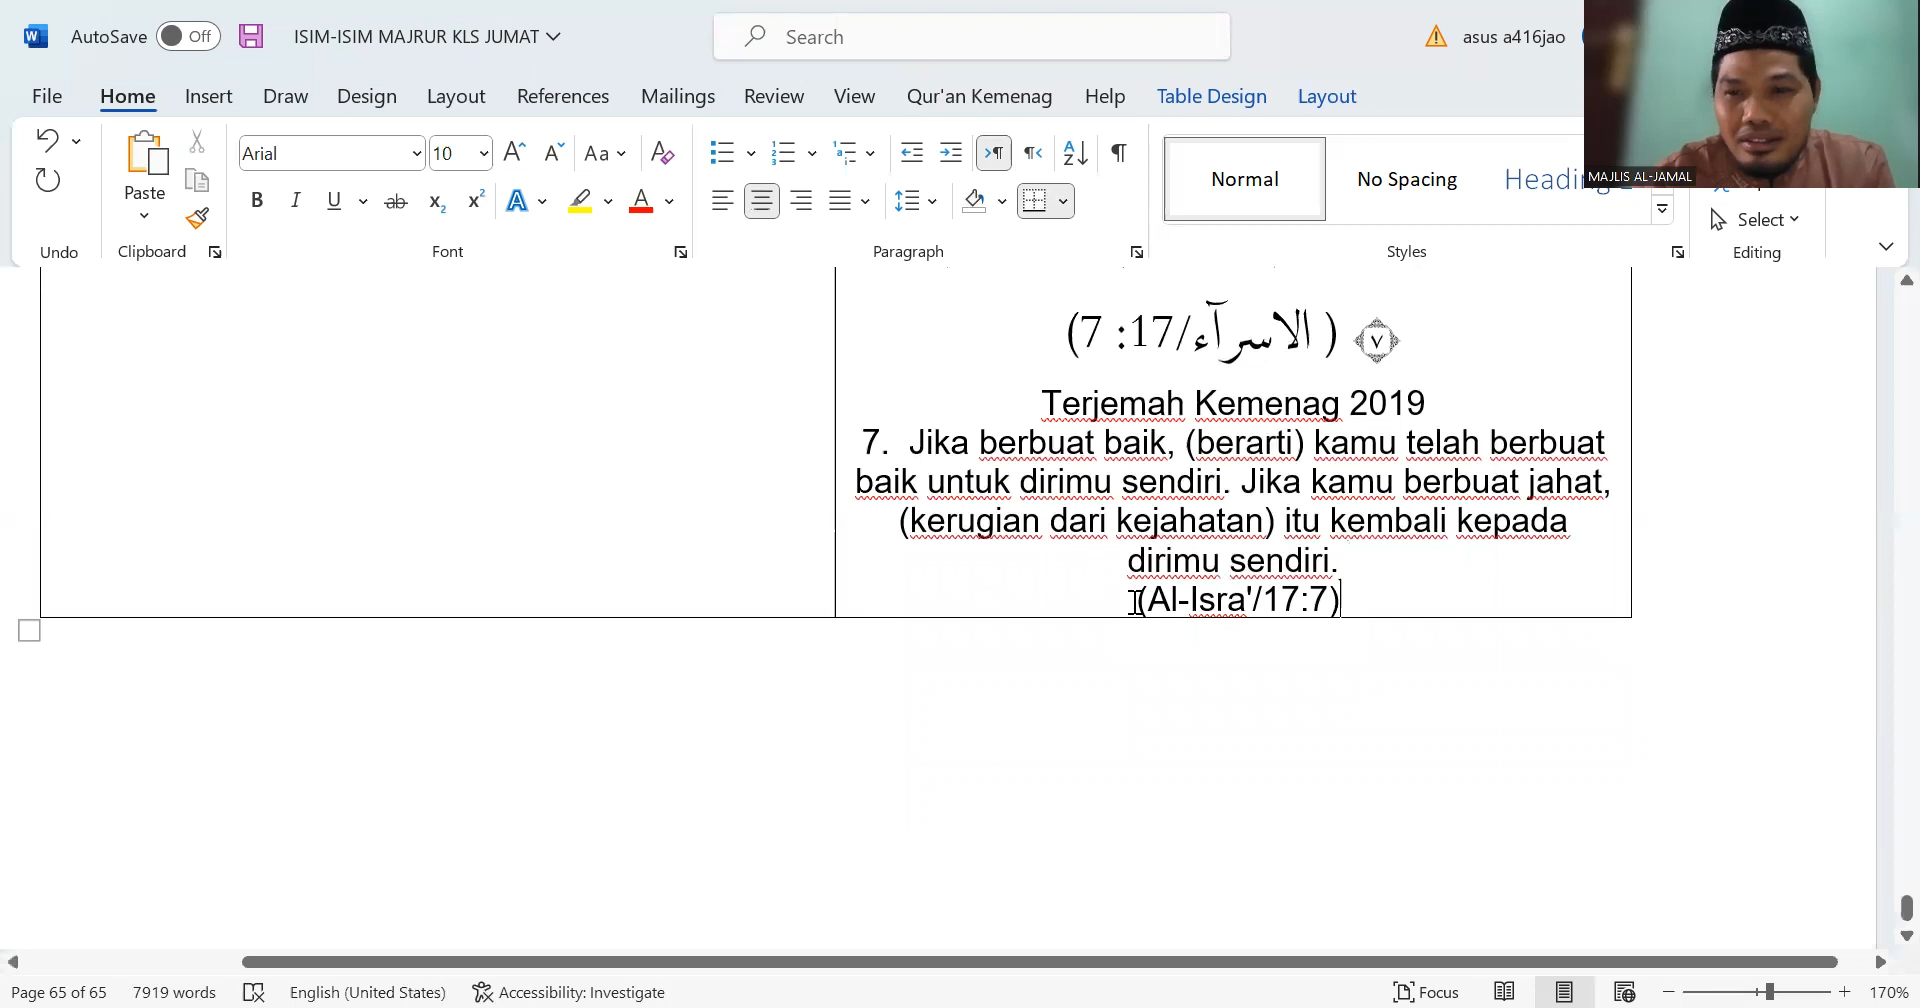 AutoSave Off ISIM-ISIM MAJRUR KLS JUMAT Search asus a416jao
File Home Insert Draw Design Layout References Mailings Review View Qur'an Kemenag Help Table Design Layout
Paste
Arial 10
Normal No Spacing
MAJLIS AL-JAMAL
Select
Undo Clipboard Font Paragraph Styles Editing
﴿٧﴾ ( الاسراۤء/17: 7)
Terjemah Kemenag 2019
7. Jika berbuat baik, (berarti) kamu telah berbuat
baik untuk dirimu sendiri. Jika kamu berbuat jahat,
(kerugian dari kejahatan) itu kembali kepada
dirimu sendiri.
(Al-Isra'/17:7)
Page 65 of 65 7919 words English (United States) Accessibility: Investigate Focus 170%